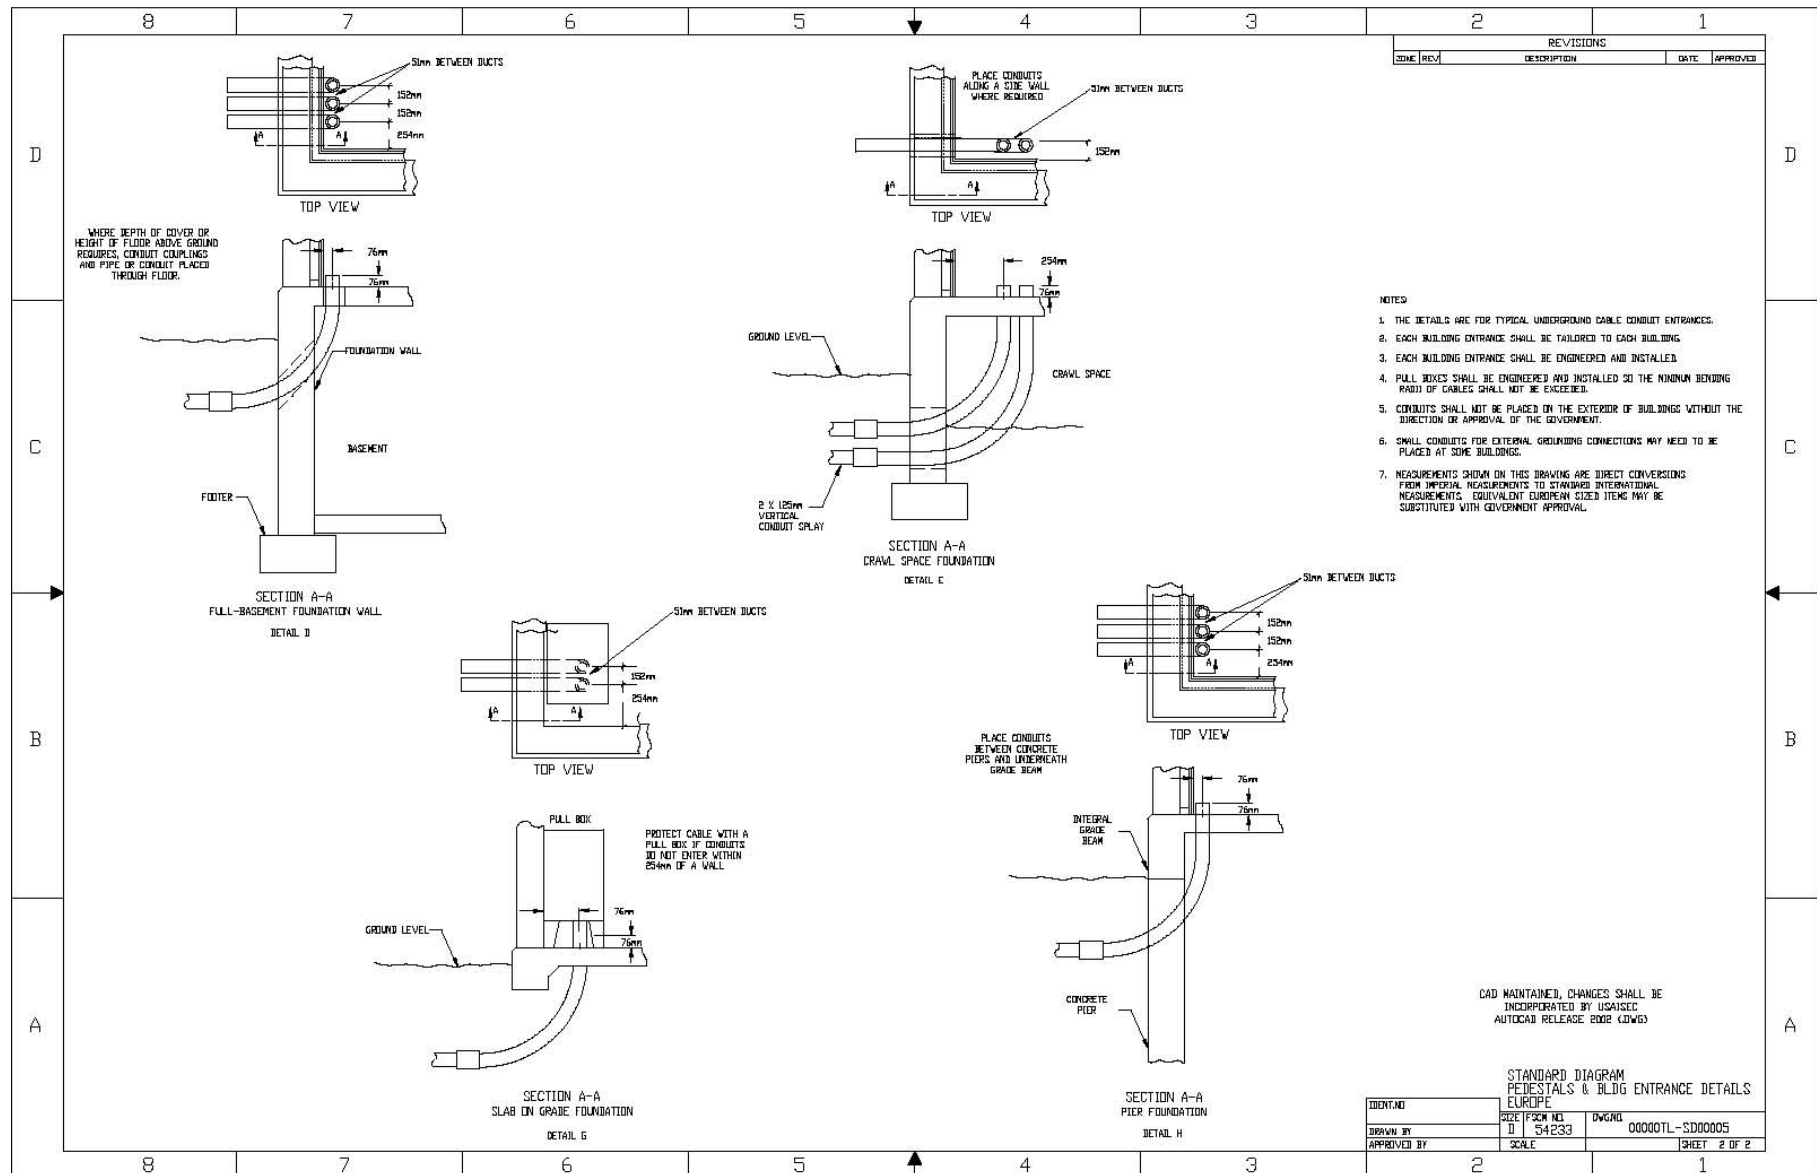 8 7 6 5 4 3 2 1
REVISIONS
ZONE REV DESCRIPTION DATE APPROVED
D
D
51mm BETWEEN DUCTS
152mm
152mm
254mm
A A
TOP VIEW
WHERE DEPTH OF COVER OR
HEIGHT OF FLOOR ABOVE GROUND
REQUIRES, CONDUIT COUPLINGS
AND PIPE OR CONDUIT PLACED
THROUGH FLOOR.
76mm
76mm
FOUNDATION WALL
BASEMENT
FOOTER
SECTION A-A
FULL-BASEMENT FOUNDATION WALL
DETAIL D
PLACE CONDUITS
ALONG A SIDE WALL
WHERE REQUIRED
51mm BETWEEN DUCTS
152mm
A A
TOP VIEW
254mm
76mm
GROUND LEVEL
CRAWL SPACE
2 X 125mm
VERTICAL
CONDUIT SPLAY
SECTION A-A
CRAWL SPACE FOUNDATION
DETAIL E
NOTES:
1. THE DETAILS ARE FOR TYPICAL UNDERGROUND CABLE CONDUIT ENTRANCES.
2. EACH BUILDING ENTRANCE SHALL BE TAILORED TO EACH BUILDING.
3. EACH BUILDING ENTRANCE SHALL BE ENGINEERED AND INSTALLED.
4. PULL BOXES SHALL BE ENGINEERED AND INSTALLED SO THE MINIMUM BENDING
RADII OF CABLES SHALL NOT BE EXCEEDED.
5. CONDUITS SHALL NOT BE PLACED ON THE EXTERIOR OF BUILDINGS WITHOUT THE
DIRECTION OR APPROVAL OF THE GOVERNMENT.
6. SMALL CONDUITS FOR EXTERNAL GROUNDING CONNECTIONS MAY NEED TO BE
PLACED AT SOME BUILDINGS.
7. MEASUREMENTS SHOWN ON THIS DRAWING ARE DIRECT CONVERSIONS
FROM IMPERIAL MEASUREMENTS TO STANDARD INTERNATIONAL
MEASUREMENTS. EQUIVALENT EUROPEAN SIZED ITEMS MAY BE
SUBSTITUTED WITH GOVERNMENT APPROVAL.
C
C
51mm BETWEEN DUCTS
152mm
254mm
A A
TOP VIEW
PULL BOX
PROTECT CABLE WITH A
PULL BOX IF CONDUITS
DO NOT ENTER WITHIN
254mm OF A WALL
76mm
76mm
GROUND LEVEL
SECTION A-A
SLAB ON GRADE FOUNDATION
DETAIL G
51mm BETWEEN DUCTS
152mm
152mm
254mm
A A
TOP VIEW
PLACE CONDUITS
BETWEEN CONCRETE
PIERS AND UNDERNEATH
GRADE BEAM
76mm
76mm
INTEGRAL
GRADE
BEAM
CONCRETE
PIER
SECTION A-A
PIER FOUNDATION
DETAIL H
B
B
A
A
CAD MAINTAINED, CHANGES SHALL BE
INCORPORATED BY USAISEC
AUTOCAD RELEASE 2002 (.DWG)
STANDARD DIAGRAM
PEDESTALS & BLDG ENTRANCE DETAILS
EUROPE
IDENT.NO
DRAWN BY
APPROVED BY
SIZE D
FSCM NO. 54233
DWG.NO. 00000TL-SD00005
SCALE
SHEET 2 OF 2
8 7 6 5 4 3 2 1